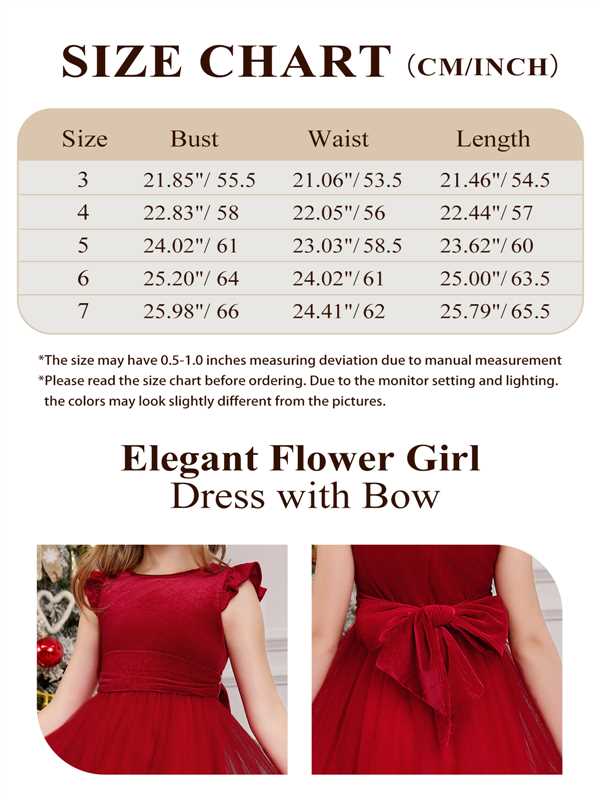 SIZE CHART (CM/INCH)
Size Bust Waist Length
3 21.85"/ 55.5 21.06"/ 53.5 21.46"/ 54.5
4 22.83"/ 58 22.05"/ 56 22.44"/ 57
5 24.02"/ 61 23.03"/ 58.5 23.62"/ 60
6 25.20"/ 64 24.02"/ 61 25.00"/ 63.5
7 25.98"/ 66 24.41"/ 62 25.79"/ 65.5
*The size may have 0.5-1.0 inches measuring deviation due to manual measurement
*Please read the size chart before ordering. Due to the monitor setting and lighting.
the colors may look slightly different from the pictures.
Elegant Flower Girl
Dress with Bow